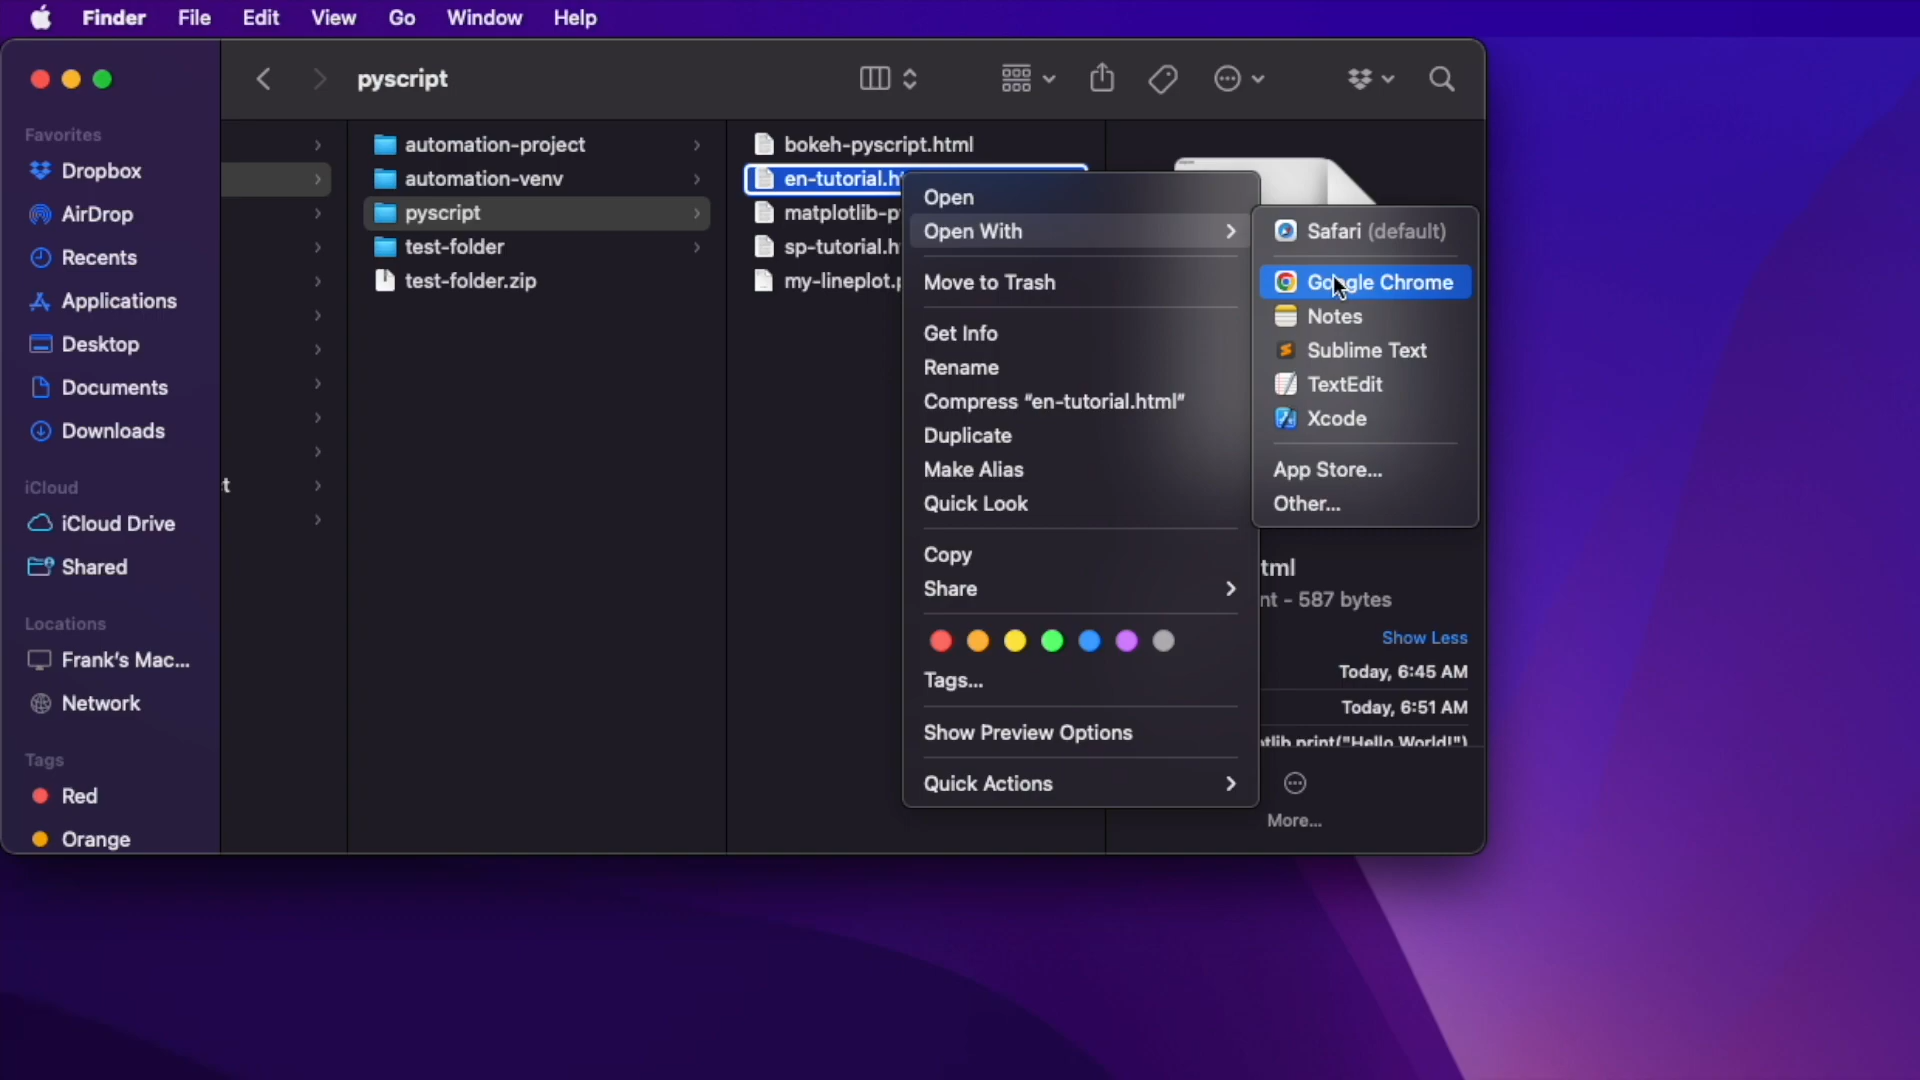 Finder File Edit View Go Window Help
pyscript
Favorites
Dropbox
AirDrop
Recents
Applications
Desktop
Documents
Downloads
iCloud
iCloud Drive
Shared
Locations
Frank's Mac...
Network
Tags
Red
Orange
t
automation-project
automation-venv
pyscript
test-folder
test-folder.zip
bokeh-pyscript.html
en-tutorial.ht
matplotlib-p
sp-tutorial.h
my-lineplot.p
Open
Open With
Move to Trash
Get Info
Rename
Compress “en-tutorial.html”
Duplicate
Make Alias
Quick Look
Copy
Share
Tags...
Show Preview Options
Quick Actions
Safari (default)
Google Chrome
Notes
Sublime Text
TextEdit
Xcode
App Store...
Other...
tml
nt - 587 bytes
Show Less
Today, 6:45 AM
Today, 6:51 AM
otlib print("Hello World!")
More...